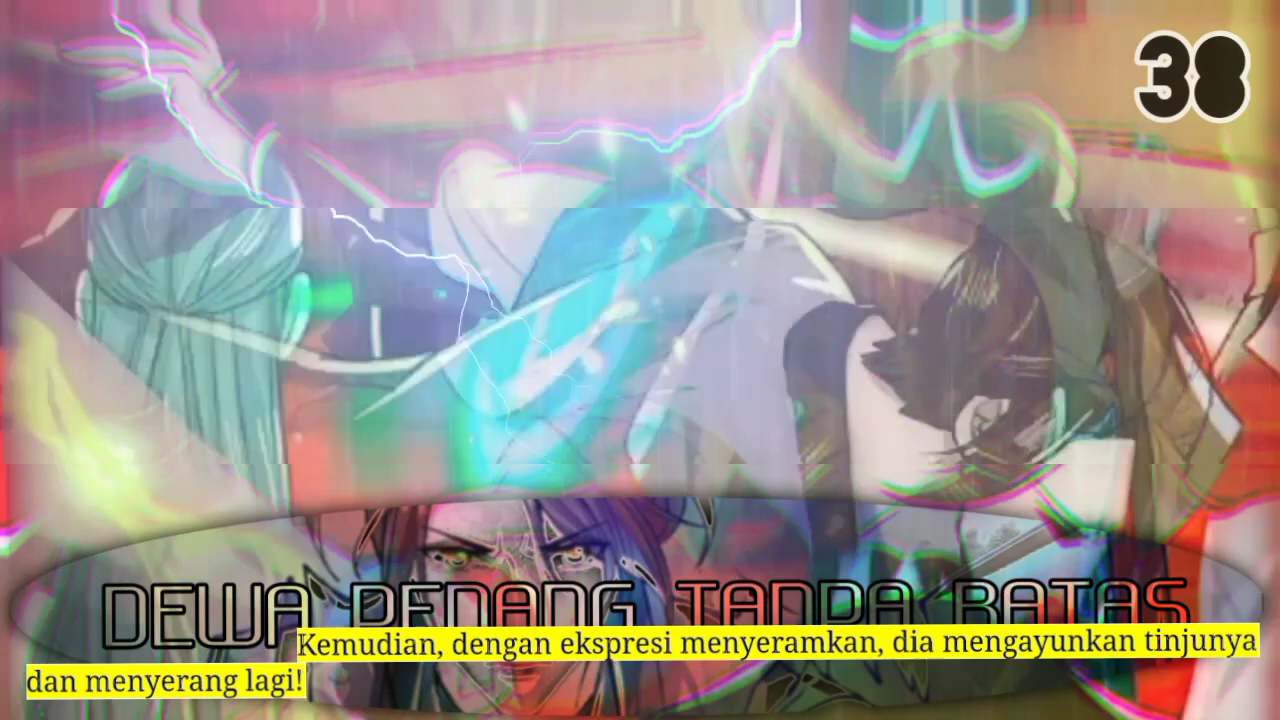 38
DEWA PEDANG TANPA BATAS
Kemudian, dengan ekspresi menyeramkan, dia mengayunkan tinjunya
dan menyerang lagi!